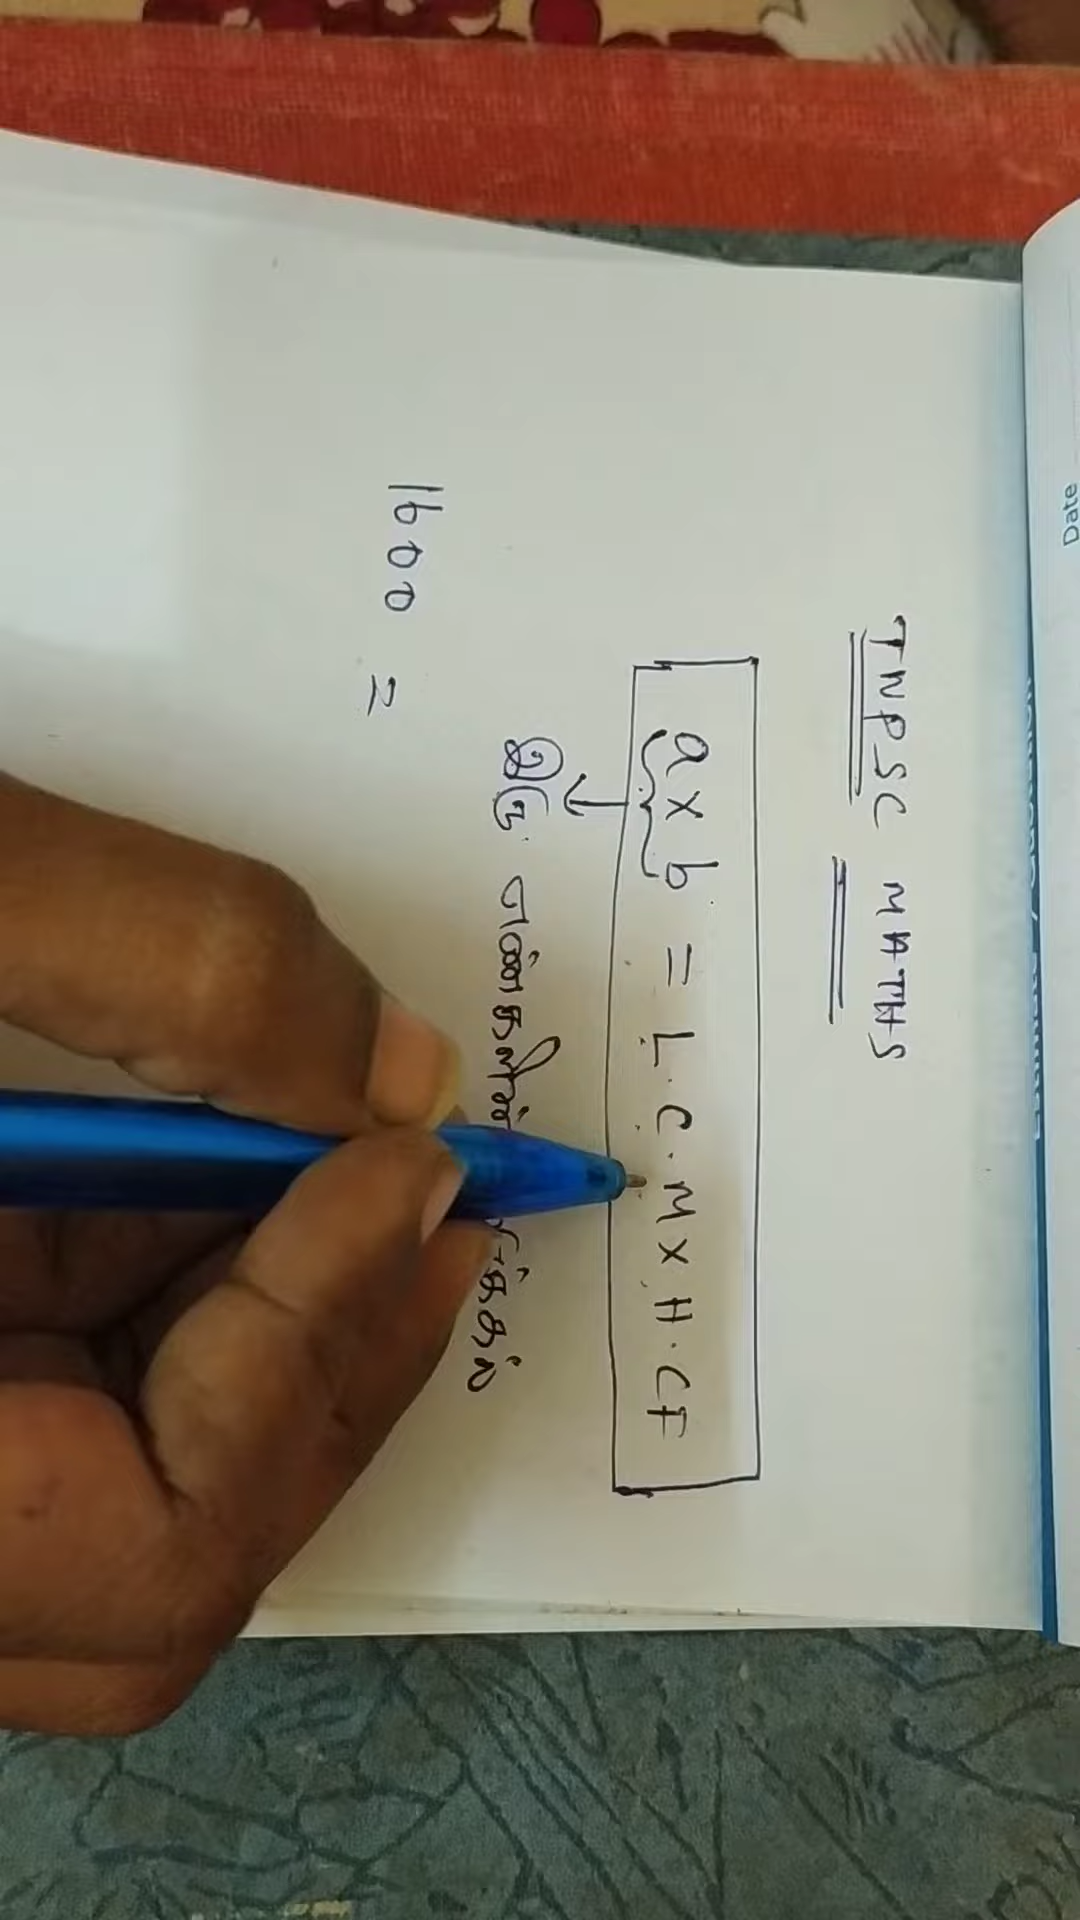 Date
TNPSC MATHS
a x b = L.C.M x H.CF
இரு எண்களின்
1600 =